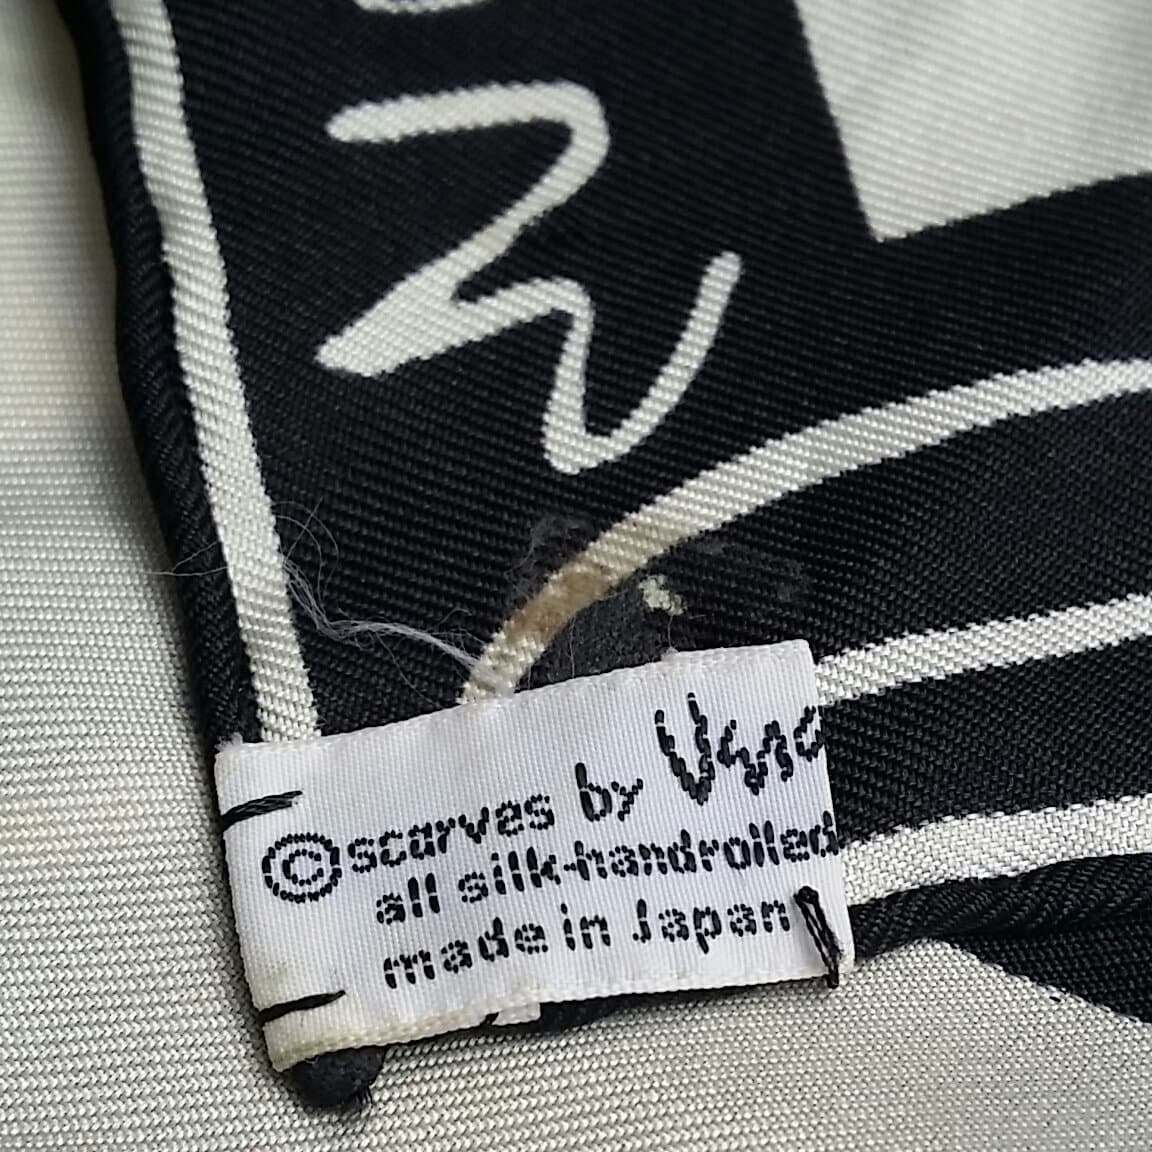 ©scarves by
all silk-handrolled
made in Japan